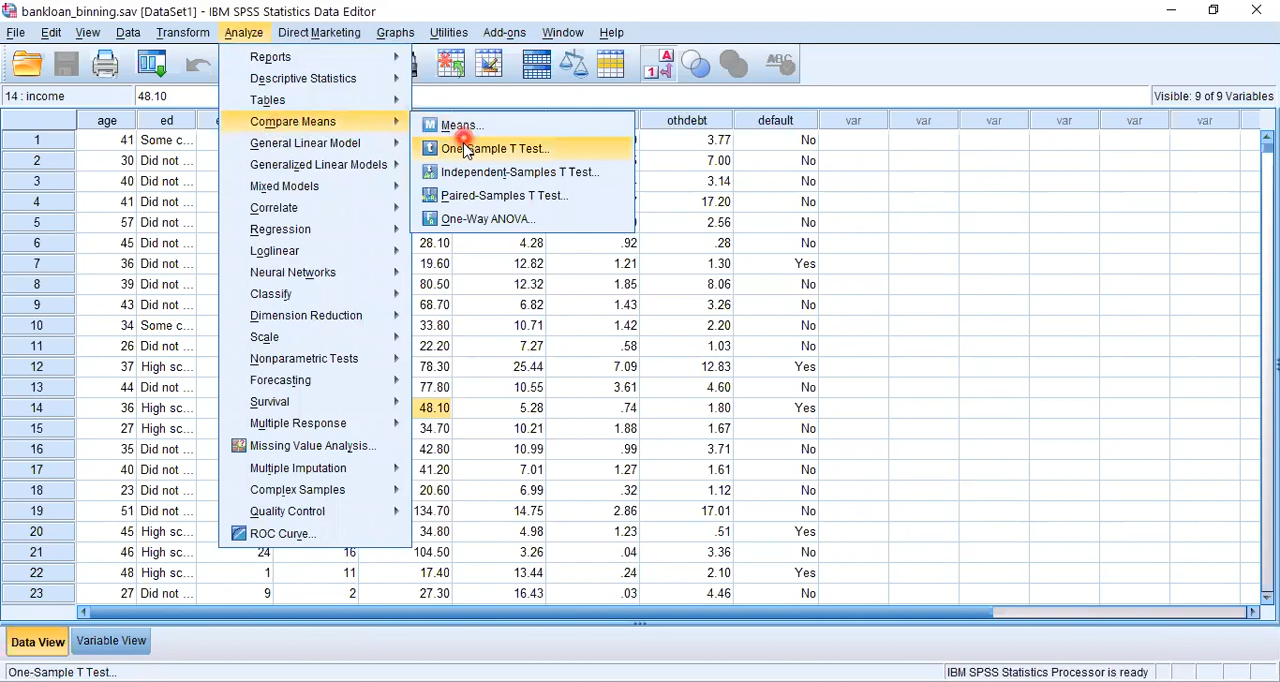 bankloan_binning.sav [DataSet1] - IBM SPSS Statistics Data Editor
File Edit View Data Transform Analyze Direct Marketing Graphs Utilities Add-ons Window Help
14 : income 48.10 Visible: 9 of 9 Variables
Reports
Descriptive Statistics
Tables
Compare Means
General Linear Model
Generalized Linear Models
Mixed Models
Correlate
Regression
Loglinear
Neural Networks
Classify
Dimension Reduction
Scale
Nonparametric Tests
Forecasting
Survival
Multiple Response
Missing Value Analysis...
Multiple Imputation
Complex Samples
Quality Control
ROC Curve...
Means...
One-Sample T Test...
Independent-Samples T Test...
Paired-Samples T Test...
One-Way ANOVA...
age ed othdebt default var var var var var var
1 41 Some c... 3.77 No
2 30 Did not ... 7.00 No
3 40 Did not ... 3.14 No
4 41 Did not ... 17.20 No
5 57 Did not ... 2.56 No
6 45 Did not ... 28.10 4.28 .92 .28 No
7 36 Did not ... 19.60 12.82 1.21 1.30 Yes
8 39 Did not ... 80.50 12.32 1.85 8.06 No
9 43 Did not ... 68.70 6.82 1.43 3.26 No
10 34 Some c... 33.80 10.71 1.42 2.20 No
11 26 Did not ... 22.20 7.27 .58 1.03 No
12 37 High sc... 78.30 25.44 7.09 12.83 Yes
13 44 Did not ... 77.80 10.55 3.61 4.60 No
14 36 High sc... 48.10 5.28 .74 1.80 Yes
15 27 High sc... 34.70 10.21 1.88 1.67 No
16 35 Did not ... 42.80 10.99 .99 3.71 No
17 40 Did not ... 41.20 7.01 1.27 1.61 No
18 23 Did not ... 20.60 6.99 .32 1.12 No
19 51 Did not ... 134.70 14.75 2.86 17.01 No
20 45 High sc... 34.80 4.98 1.23 .51 Yes
21 46 High sc... 24 16 104.50 3.26 .04 3.36 No
22 48 High sc... 1 11 17.40 13.44 .24 2.10 Yes
23 27 Did not ... 9 2 27.30 16.43 .03 4.46 No
Data View Variable View
One-Sample T Test... IBM SPSS Statistics Processor is ready